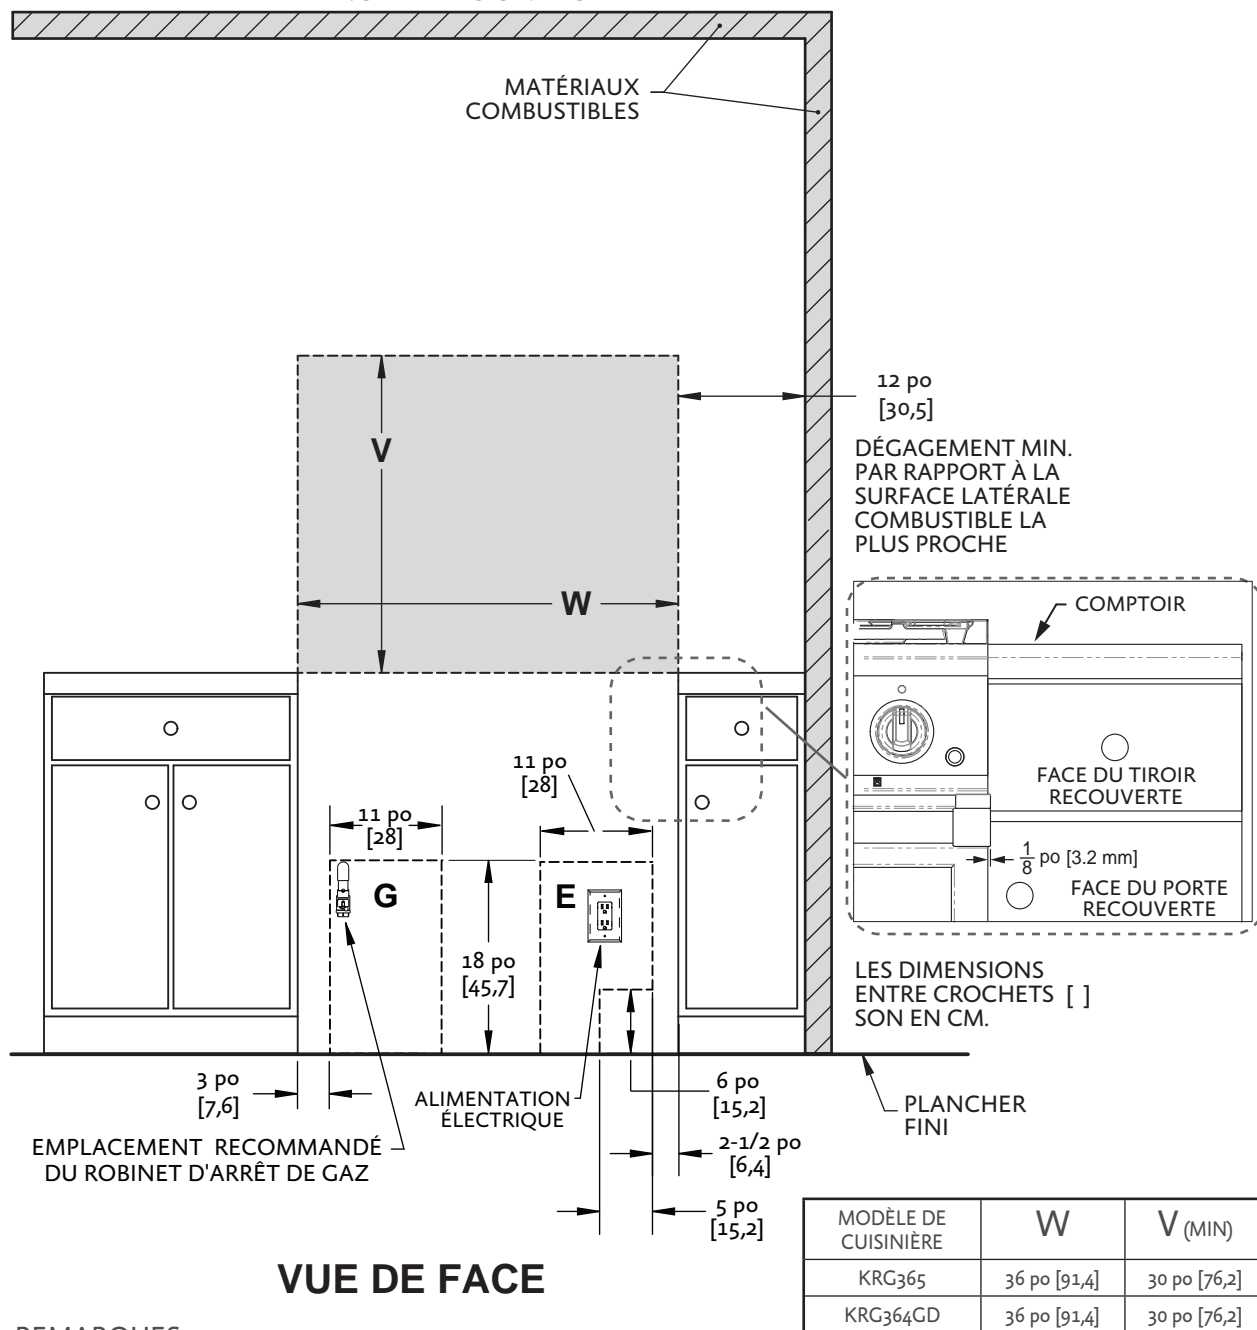 MATÉRIAUX
COMBUSTIBLES
12 po
[30,5]
V
DÉGAGEMENT MIN.
PAR RAPPORT À LA
SURFACE LATÉRALE
COMBUSTIBLE LA
PLUS PROCHE
W
COMPTOIR
FACE DU TIROIR
RECOUVERTE
1/8 po [3.2 mm]
FACE DU PORTE
RECOUVERTE
11 po
[28]
11 po
[28]
G
E
18 po
[45,7]
LES DIMENSIONS
ENTRE CROCHETS [ ]
SON EN CM.
3 po
[7,6]
ALIMENTATION
ÉLECTRIQUE
6 po
[15,2]
PLANCHER
FINI
EMPLACEMENT RECOMMANDÉ
DU ROBINET D'ARRÊT DE GAZ
2-1/2 po
[6,4]
5 po
[15,2]
VUE DE FACE
MODÈLE DE
CUISINIÈRE
W
V (MIN)
KRG365 36 po [91,4] 30 po [76,2]
KRG364GD 36 po [91,4] 30 po [76,2]
REMARQUES